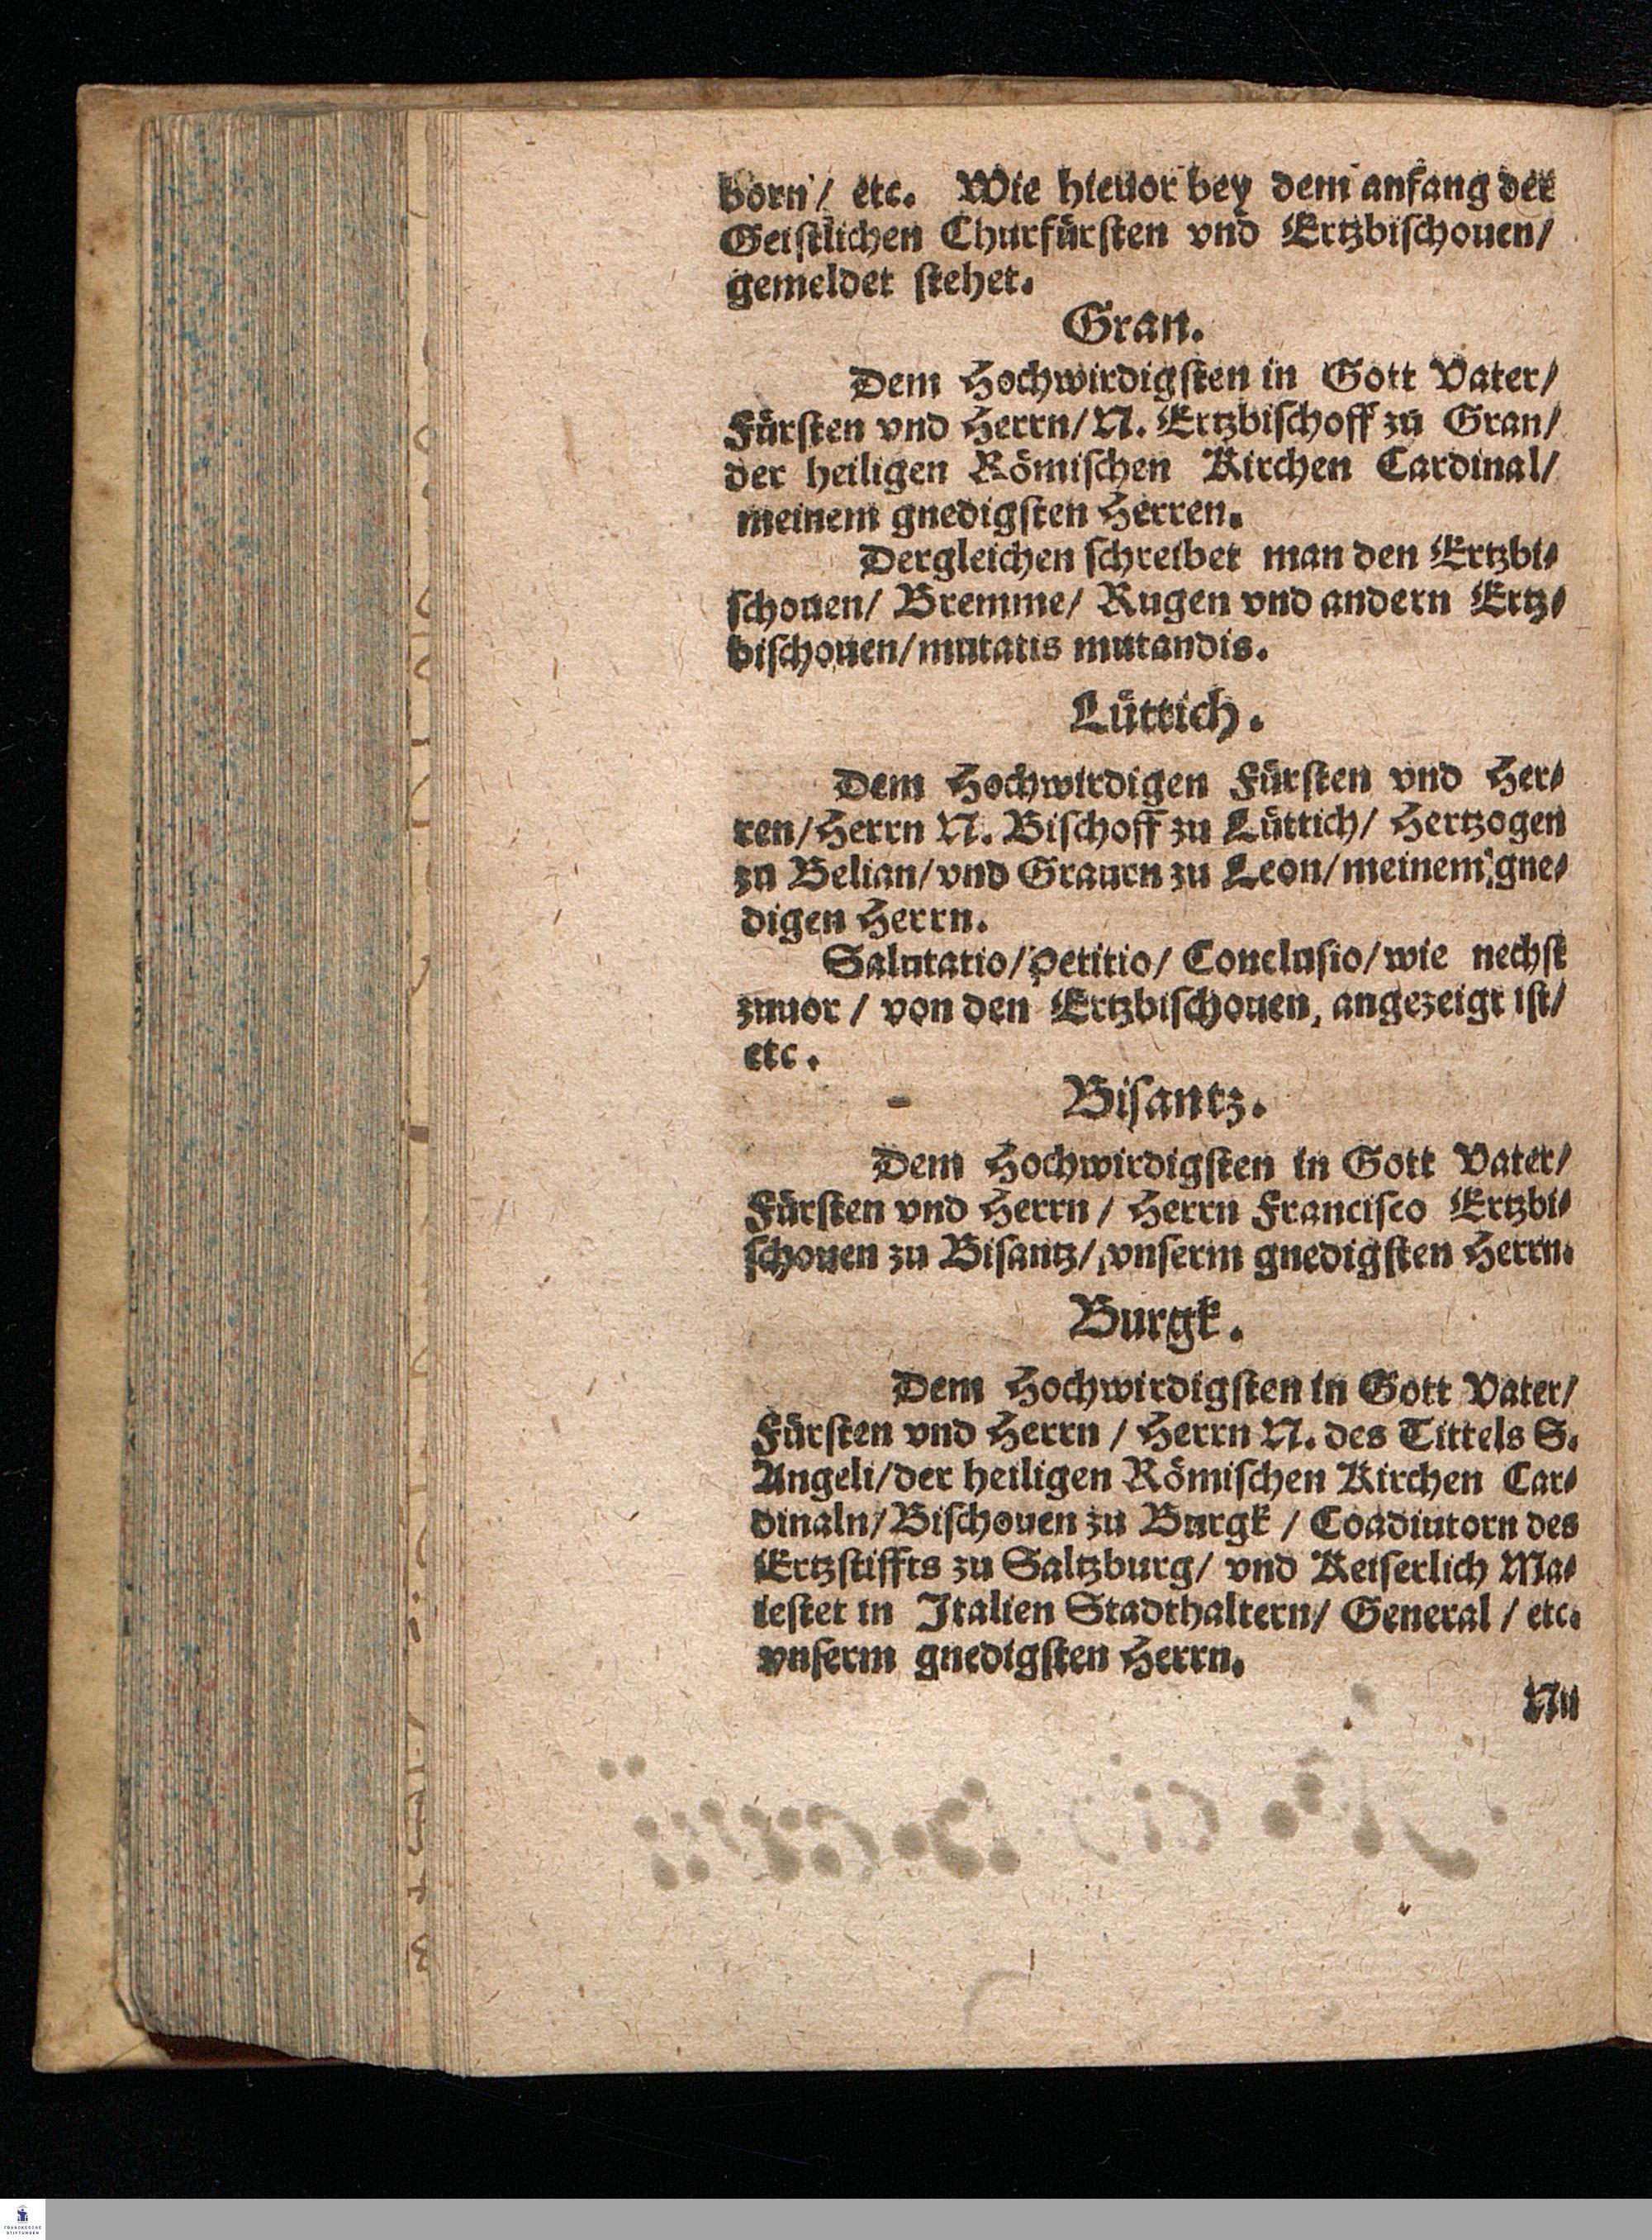 born / etc. Wie hieuor bey dem anfang der
Geistlichen Churfürsten vnd Ertzbischouen/
gemeldet stehet.
Gran.
Dem Hochwirdigsten in Gott Vater/
Fürsten vnd Herrn/ N. Ertzbischoff zu Gran/
der heiligen Römischen Kirchen Cardinal/
meinem gnedigsten Herren.
Dergleichen schreibet man den Ertzbi-
schouen/ Bremme/ Rugen vnd andern Ertz-
bischouen/ mutatis mutandis.
Lüttich.
Dem Hochwirdigen Fürsten vnd Her-
ren/ Herrn N. Bischoff zu Lüttich/ Hertzogen
zu Belian/ vnd Grauen zu Leon/ meinem gne-
digen Herrn.
Salutatio/ Petitio/ Conclusio/ wie nechst
zuuor / von den Ertzbischouen, angezeigt ist/
etc.
Bisantz.
Dem Hochwirdigsten in Gott Vater/
Fürsten vnd Herrn / Herrn Francisco Ertzbi-
schouen zu Bisantz/ vnserm gnedigsten Herrn.
Burgk.
Dem Hochwirdigsten in Gott Vater/
Fürsten vnd Herrn / Herrn N. des Tittels S.
Angeli/ der heiligen Römischen Kirchen Car-
dinaln/ Bischouen zu Burgk / Coadiutorn des
Ertzstiffts zu Saltzburg/ vnd Keiserlich Ma-
iestet in Italien Stadthaltern/ General / etc.
vnserm gnedigsten Herrn.
Nu
FRANCKESCHE
STIFTUNGEN